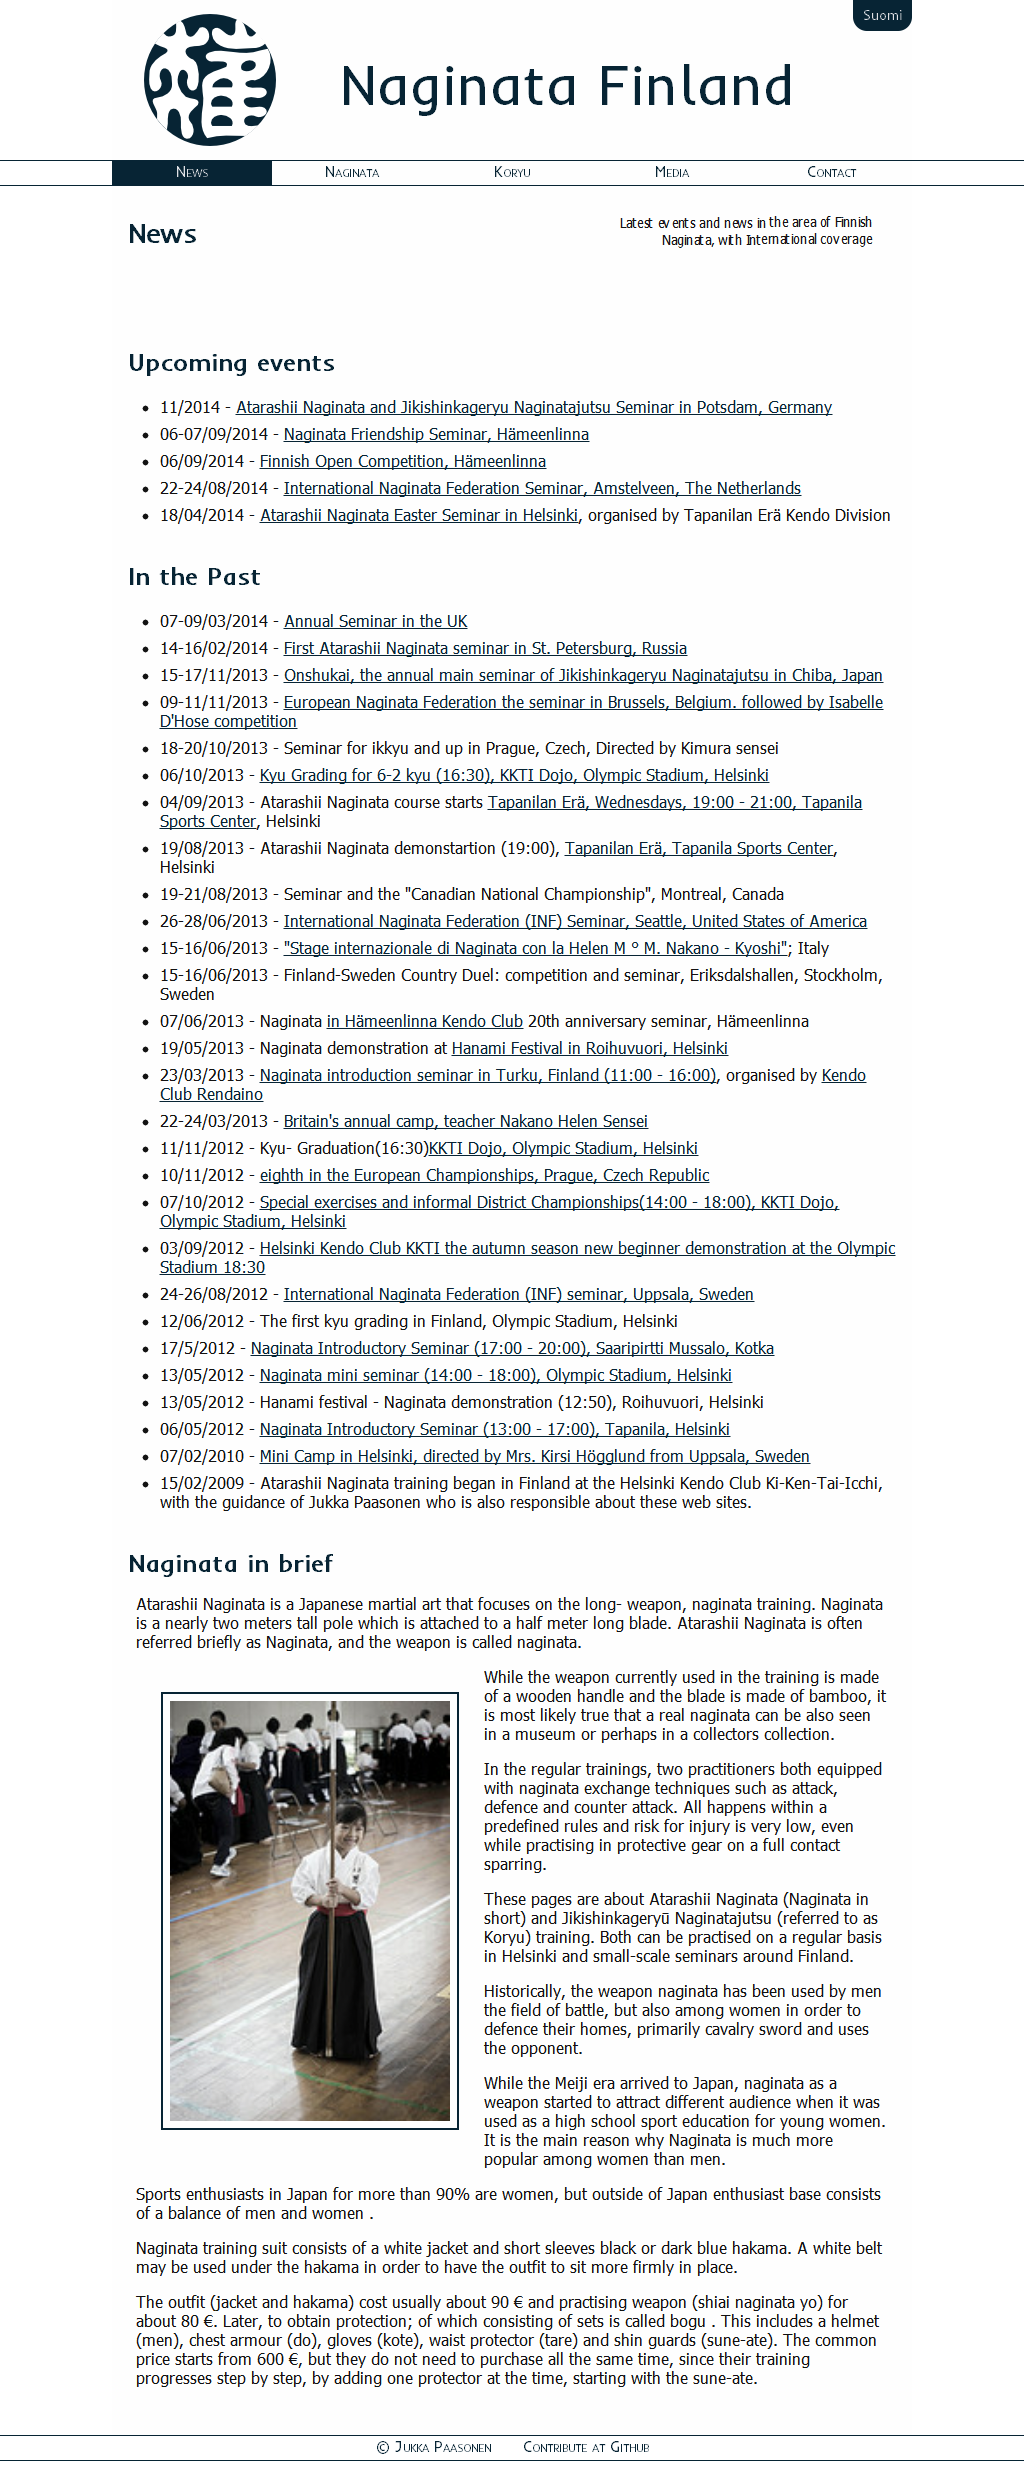 Suomi
Naginata Finland
News
Naginata
Koryu
Media
Contact
News
Latest events and news in the area of Finnish
Naginata, with International coverage
Upcoming events
11/2014 - Atarashii Naginata and Jikishinkageryu Naginatajutsu Seminar in Potsdam, Germany
06-07/09/2014 - Naginata Friendship Seminar, Hämeenlinna
06/09/2014 - Finnish Open Competition, Hämeenlinna
22-24/08/2014 - International Naginata Federation Seminar, Amstelveen, The Netherlands
18/04/2014 - Atarashii Naginata Easter Seminar in Helsinki, organised by Tapanilan Erä Kendo Division
In the Past
07-09/03/2014 - Annual Seminar in the UK
14-16/02/2014 - First Atarashii Naginata seminar in St. Petersburg, Russia
15-17/11/2013 - Onshukai, the annual main seminar of Jikishinkageryu Naginatajutsu in Chiba, Japan
09-11/11/2013 - European Naginata Federation the seminar in Brussels, Belgium. followed by Isabelle
D'Hose competition
18-20/10/2013 - Seminar for ikkyu and up in Prague, Czech, Directed by Kimura sensei
06/10/2013 - Kyu Grading for 6-2 kyu (16:30), KKTI Dojo, Olympic Stadium, Helsinki
04/09/2013 - Atarashii Naginata course starts Tapanilan Erä, Wednesdays, 19:00 - 21:00, Tapanila
Sports Center, Helsinki
19/08/2013 - Atarashii Naginata demonstartion (19:00), Tapanilan Erä, Tapanila Sports Center,
Helsinki
19-21/08/2013 - Seminar and the "Canadian National Championship", Montreal, Canada
26-28/06/2013 - International Naginata Federation (INF) Seminar, Seattle, United States of America
15-16/06/2013 - "Stage internazionale di Naginata con la Helen M ° M. Nakano - Kyoshi"; Italy
15-16/06/2013 - Finland-Sweden Country Duel: competition and seminar, Eriksdalshallen, Stockholm,
Sweden
07/06/2013 - Naginata in Hämeenlinna Kendo Club 20th anniversary seminar, Hämeenlinna
19/05/2013 - Naginata demonstration at Hanami Festival in Roihuvuori, Helsinki
23/03/2013 - Naginata introduction seminar in Turku, Finland (11:00 - 16:00), organised by Kendo
Club Rendaino
22-24/03/2013 - Britain's annual camp, teacher Nakano Helen Sensei
11/11/2012 - Kyu- Graduation(16:30)KKTI Dojo, Olympic Stadium, Helsinki
10/11/2012 - eighth in the European Championships, Prague, Czech Republic
07/10/2012 - Special exercises and informal District Championships(14:00 - 18:00), KKTI Dojo,
Olympic Stadium, Helsinki
03/09/2012 - Helsinki Kendo Club KKTI the autumn season new beginner demonstration at the Olympic
Stadium 18:30
24-26/08/2012 - International Naginata Federation (INF) seminar, Uppsala, Sweden
12/06/2012 - The first kyu grading in Finland, Olympic Stadium, Helsinki
17/5/2012 - Naginata Introductory Seminar (17:00 - 20:00), Saaripirtti Mussalo, Kotka
13/05/2012 - Naginata mini seminar (14:00 - 18:00), Olympic Stadium, Helsinki
13/05/2012 - Hanami festival - Naginata demonstration (12:50), Roihuvuori, Helsinki
06/05/2012 - Naginata Introductory Seminar (13:00 - 17:00), Tapanila, Helsinki
07/02/2010 - Mini Camp in Helsinki, directed by Mrs. Kirsi Högglund from Uppsala, Sweden
15/02/2009 - Atarashii Naginata training began in Finland at the Helsinki Kendo Club Ki-Ken-Tai-Icchi,
with the guidance of Jukka Paasonen who is also responsible about these web sites.
Naginata in brief
Atarashii Naginata is a Japanese martial art that focuses on the long- weapon, naginata training. Naginata
is a nearly two meters tall pole which is attached to a half meter long blade. Atarashii Naginata is often
referred briefly as Naginata, and the weapon is called naginata.
While the weapon currently used in the training is made
of a wooden handle and the blade is made of bamboo, it
is most likely true that a real naginata can be also seen
in a museum or perhaps in a collectors collection.
In the regular trainings, two practitioners both equipped
with naginata exchange techniques such as attack,
defence and counter attack. All happens within a
predefined rules and risk for injury is very low, even
while practising in protective gear on a full contact
sparring.
These pages are about Atarashii Naginata (Naginata in
short) and Jikishinkageryū Naginatajutsu (referred to as
Koryu) training. Both can be practised on a regular basis
in Helsinki and small-scale seminars around Finland.
Historically, the weapon naginata has been used by men
the field of battle, but also among women in order to
defence their homes, primarily cavalry sword and uses
the opponent.
While the Meiji era arrived to Japan, naginata as a
weapon started to attract different audience when it was
used as a high school sport education for young women.
It is the main reason why Naginata is much more
popular among women than men.
Sports enthusiasts in Japan for more than 90% are women, but outside of Japan enthusiast base consists
of a balance of men and women .
Naginata training suit consists of a white jacket and short sleeves black or dark blue hakama. A white belt
may be used under the hakama in order to have the outfit to sit more firmly in place.
The outfit (jacket and hakama) cost usually about 90 € and practising weapon (shiai naginata yo) for
about 80 €. Later, to obtain protection; of which consisting of sets is called bogu . This includes a helmet
(men), chest armour (do), gloves (kote), waist protector (tare) and shin guards (sune-ate). The common
price starts from 600 €, but they do not need to purchase all the same time, since their training
progresses step by step, by adding one protector at the time, starting with the sune-ate.
© Jukka Paasonen
Contribute at Github